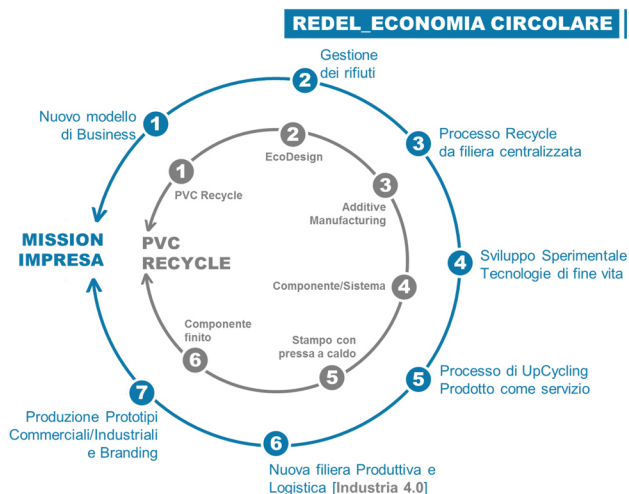 REDEL_ECONOMIA CIRCOLARE
1
Nuovo modello
di Business
2
Gestione
dei rifiuti
3
Processo Recycle
da filiera centralizzata
4
Sviluppo Sperimentale
Tecnologie di fine vita
5
Processo di UpCycling
Prodotto come servizio
6
Nuova filiera Produttiva e
Logistica [Industria 4.0]
7
Produzione Prototipi
Commerciali/Industriali
e Branding
MISSION
IMPRESA
PVC
RECYCLE
1
PVC Recycle
2
EcoDesign
3
Additive
Manufacturing
4
Componente/Sistema
5
Stampo con
pressa a caldo
6
Componente
finito